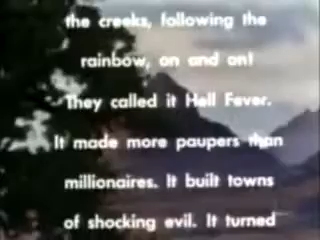 the creeks, following the
rainbow, on and on!
They called it Hell Fever.
It made more paupers than
millionaires. It built towns
of shocking evil. It turned